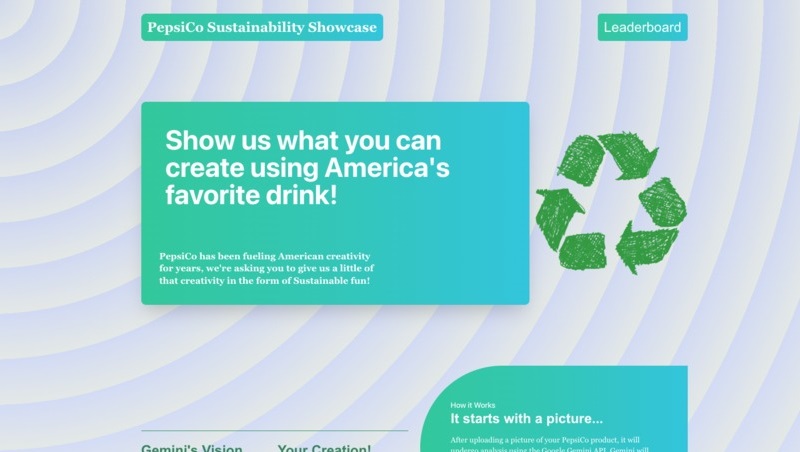 PepsiCo Sustainability Showcase
Leaderboard
Show us what you can
create using America's
favorite drink!
PepsiCo has been fueling American creativity
for years, we're asking you to give us a little of
that creativity in the form of Sustainable fun!
How it Works
It starts with a picture...
After uploading a picture of your PepsiCo product, it will
undergo analysis using the Google Gemini API. Gemini will
Gemini's Vision
Your Creation!